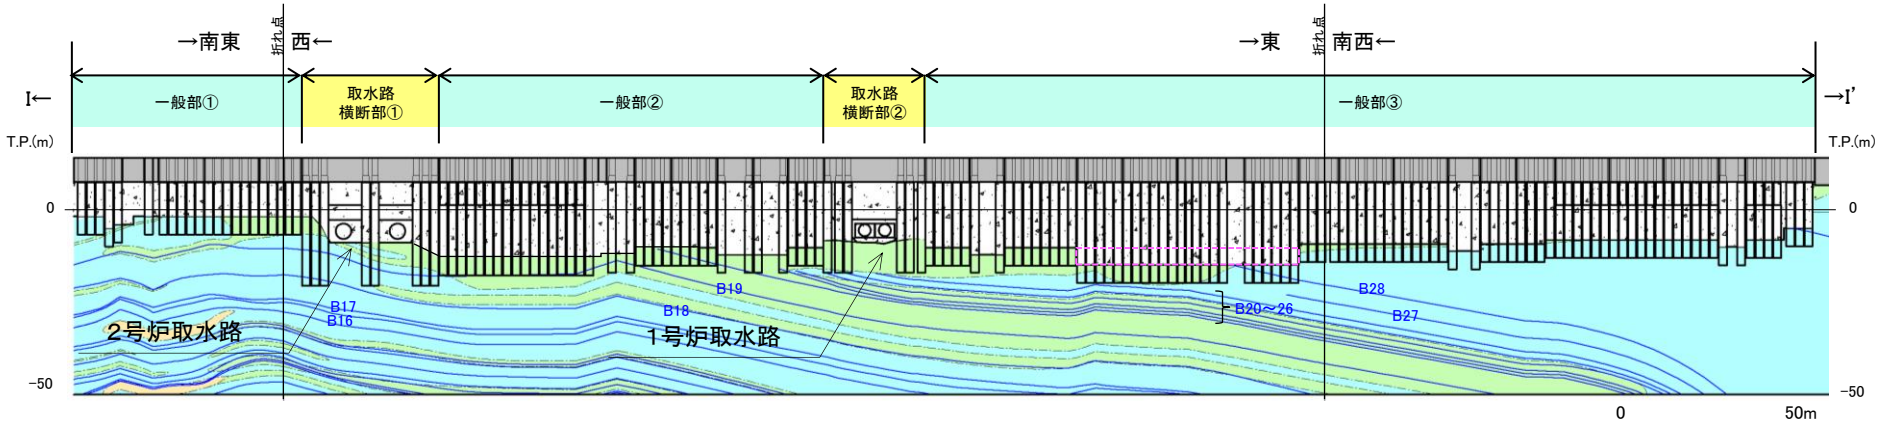 →南東
折れ点
西←
→東
折れ点
南西←
I←
一般部①
取水路
横断部①
一般部②
取水路
横断部②
一般部③
→I'
T.P.(m)
T.P.(m)
0
0
B19
B28
B17
B18
B20～26
B27
B16
2号炉取水路
1号炉取水路
-50
-50
0
50m